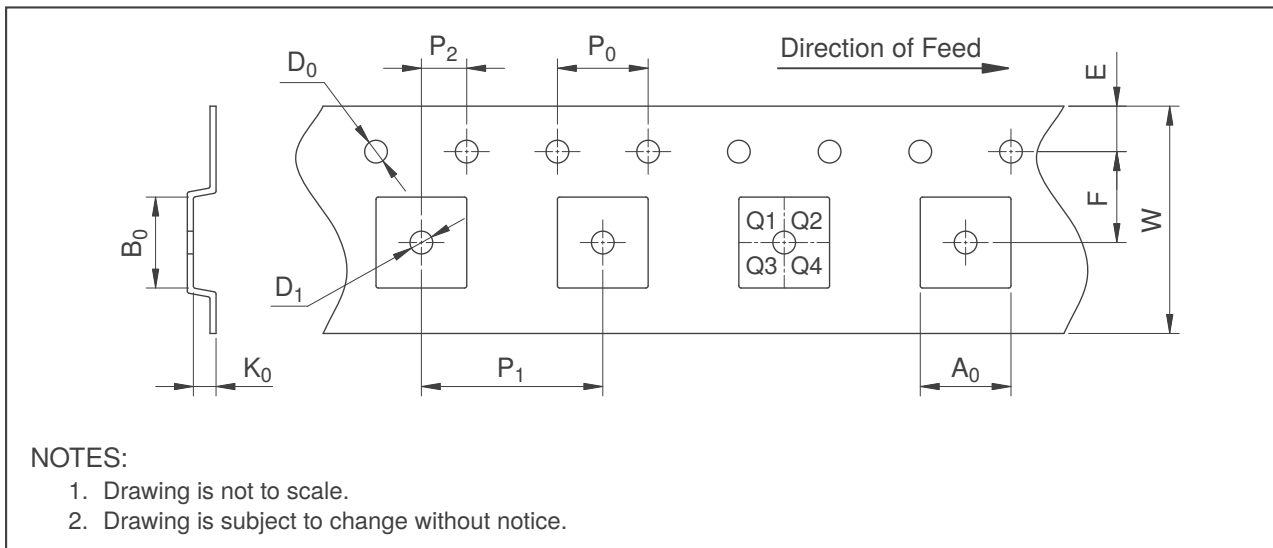 P2
P0
Direction of Feed
D0
E
F
W
B0
Q1 Q2
Q3 Q4
D1
K0
P1
A0
NOTES:
1. Drawing is not to scale.
2. Drawing is subject to change without notice.